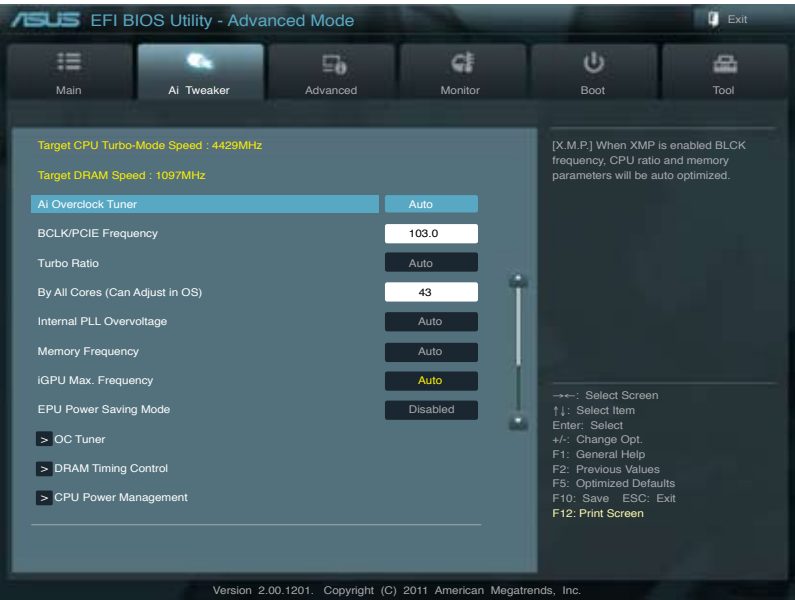 ASUS EFI BIOS Utility - Advanced Mode
Exit
Main
Ai Tweaker
Advanced
Monitor
Boot
Tool
Target CPU Turbo-Mode Speed : 4429MHz
Target DRAM Speed : 1097MHz
Ai Overclock Tuner Auto
BCLK/PCIE Frequency 103.0
Turbo Ratio Auto
By All Cores (Can Adjust in OS) 43
Internal PLL Overvoltage Auto
Memory Frequency Auto
iGPU Max. Frequency Auto
EPU Power Saving Mode Disabled
> OC Tuner
> DRAM Timing Control
> CPU Power Management
[X.M.P.] When XMP is enabled BLCK
frequency, CPU ratio and memory
parameters will be auto optimized.
→←: Select Screen
↑↓: Select Item
Enter: Select
+/-: Change Opt.
F1: General Help
F2: Previous Values
F5: Optimized Defaults
F10: Save ESC: Exit
F12: Print Screen
Version 2.00.1201. Copyright (C) 2011 American Megatrends, Inc.